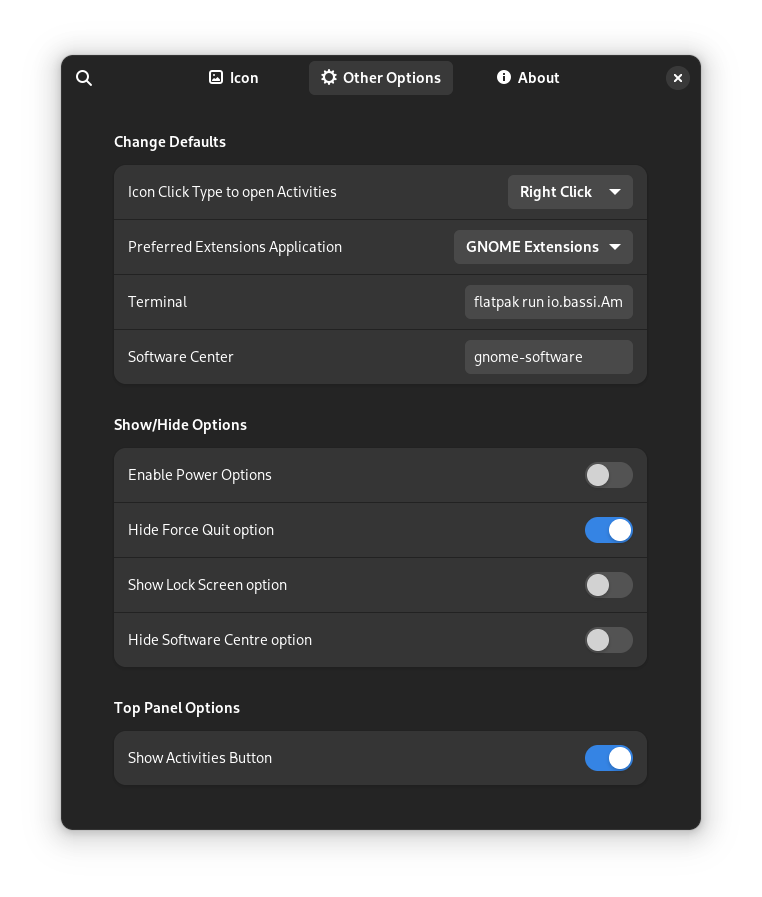 Icon
Other Options
About
Change Defaults
Icon Click Type to open Activities
Right Click
Preferred Extensions Application
GNOME Extensions
Terminal
flatpak run io.bassi.Am
Software Center
gnome-software
Show/Hide Options
Enable Power Options
Hide Force Quit option
Show Lock Screen option
Hide Software Centre option
Top Panel Options
Show Activities Button